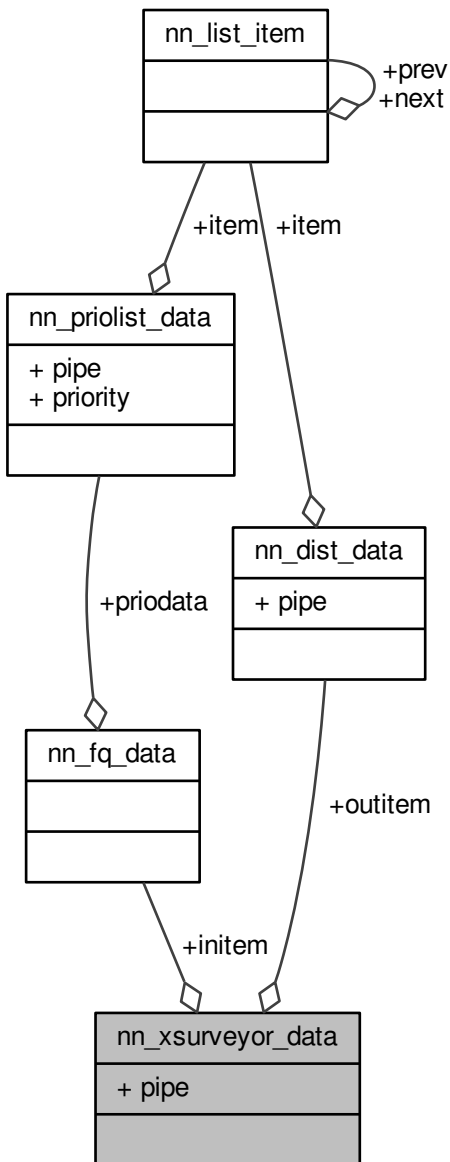 nn_list_item
+prev
+next
+item
+item
nn_priolist_data
+ pipe
+ priority
nn_dist_data
+ pipe
+priodata
nn_fq_data
+outitem
+initem
nn_xsurveyor_data
+ pipe